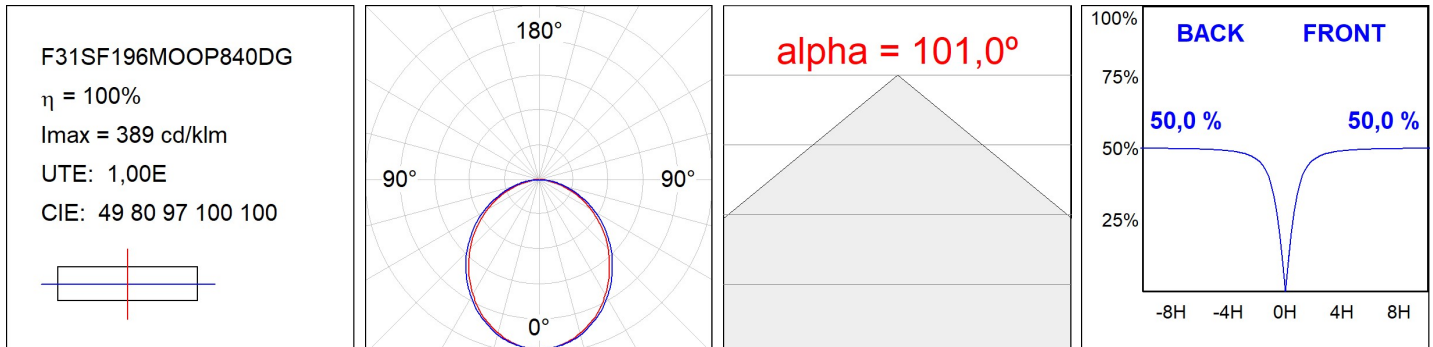 F31SF196MOOP840DG
η = 100%
Imax = 389 cd/klm
UTE: 1,00E
CIE: 49 80 97 100 100
180°
90° 90°
0°
alpha = 101,0º
100%
BACK FRONT
75%
50,0 % 50,0 %
50%
25%
-8H -4H 0H 4H 8H